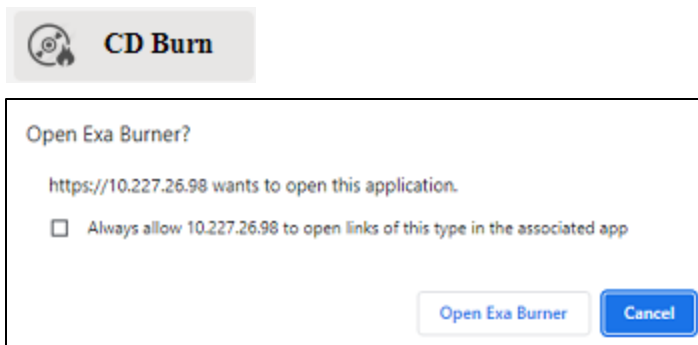 CD Burn
Open Exa Burner?
https://10.227.26.98 wants to open this application.
Always allow 10.227.26.98 to open links of this type in the associated app
Open Exa Burner Cancel